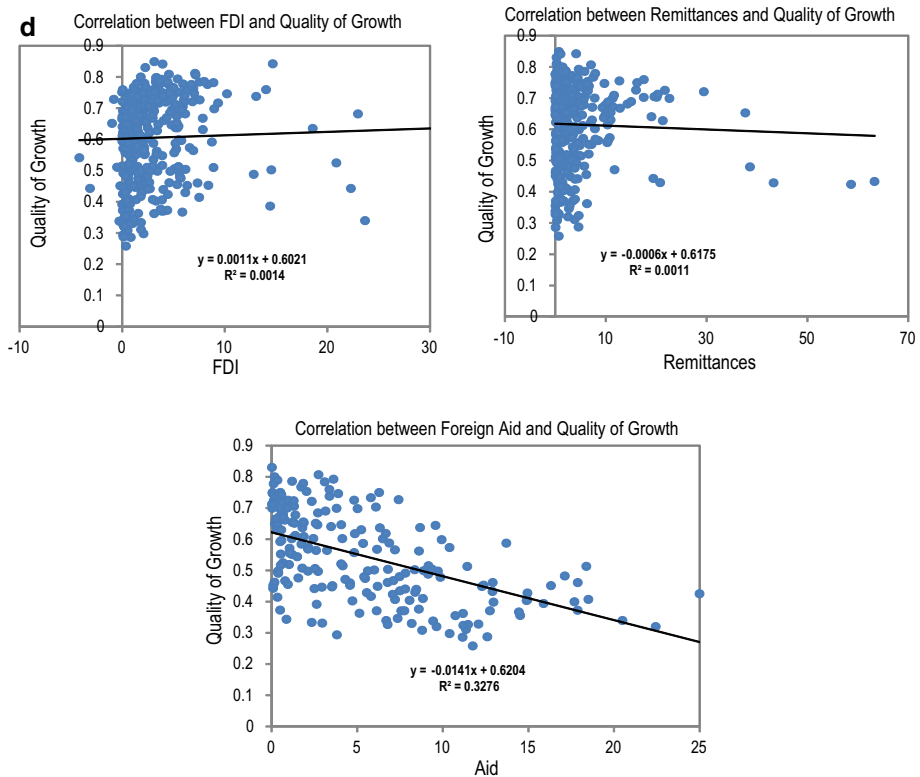 d
Correlation between FDI and Quality of Growth
0.9
0.8
0.7
0.6
0.5
0.4
0.3
0.2
0.1
0
Quality of Growth
y = 0.0011x + 0.6021
R² = 0.0014
-10 0 10 20 30
FDI
Correlation between Remittances and Quality of Growth
0.9
0.8
0.7
0.6
0.5
0.4
0.3
0.2
0.1
0
Quality of Growth
y = -0.0006x + 0.6175
R² = 0.0011
-10 10 30 50 70
Remittances
Correlation between Foreign Aid and Quality of Growth
0.9
0.8
0.7
0.6
0.5
0.4
0.3
0.2
0.1
0
Quality of Growth
y = -0.0141x + 0.6204
R² = 0.3276
0 5 10 15 20 25
Aid